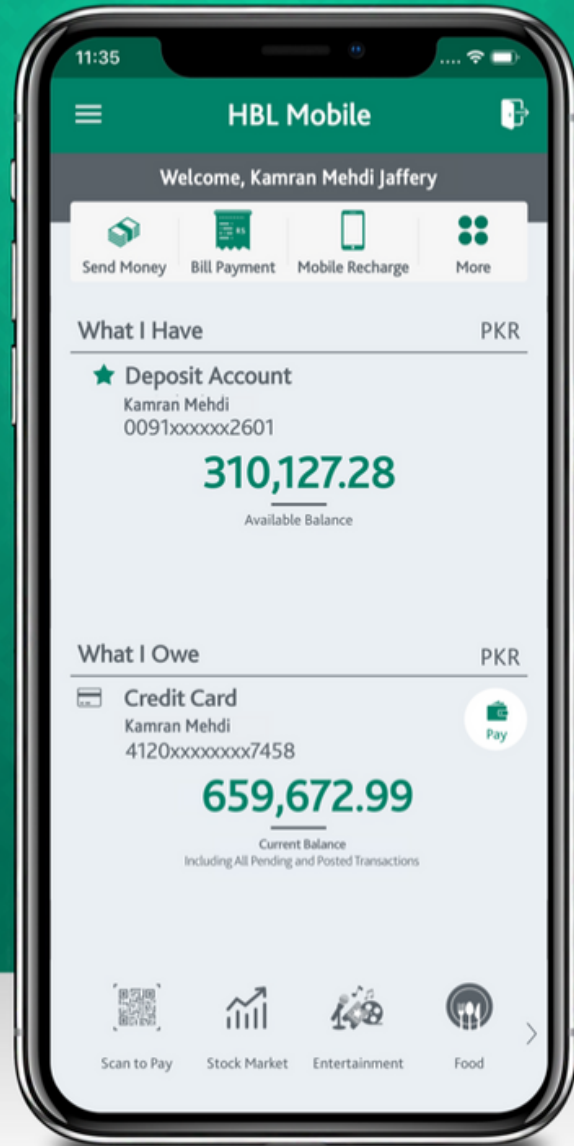 11:35
HBL Mobile
Welcome, Kamran Mehdi Jaffery
RS
Send Money Bill Payment Mobile Recharge More
What I Have PKR
Deposit Account
Kamran Mehdi
0091xxxxxx2601
310,127.28
Available Balance
What I Owe PKR
Credit Card
Kamran Mehdi
4120xxxxxxxx7458
Pay
659,672.99
Current Balance
Including All Pending and Posted Transactions
Scan to Pay Stock Market Entertainment Food